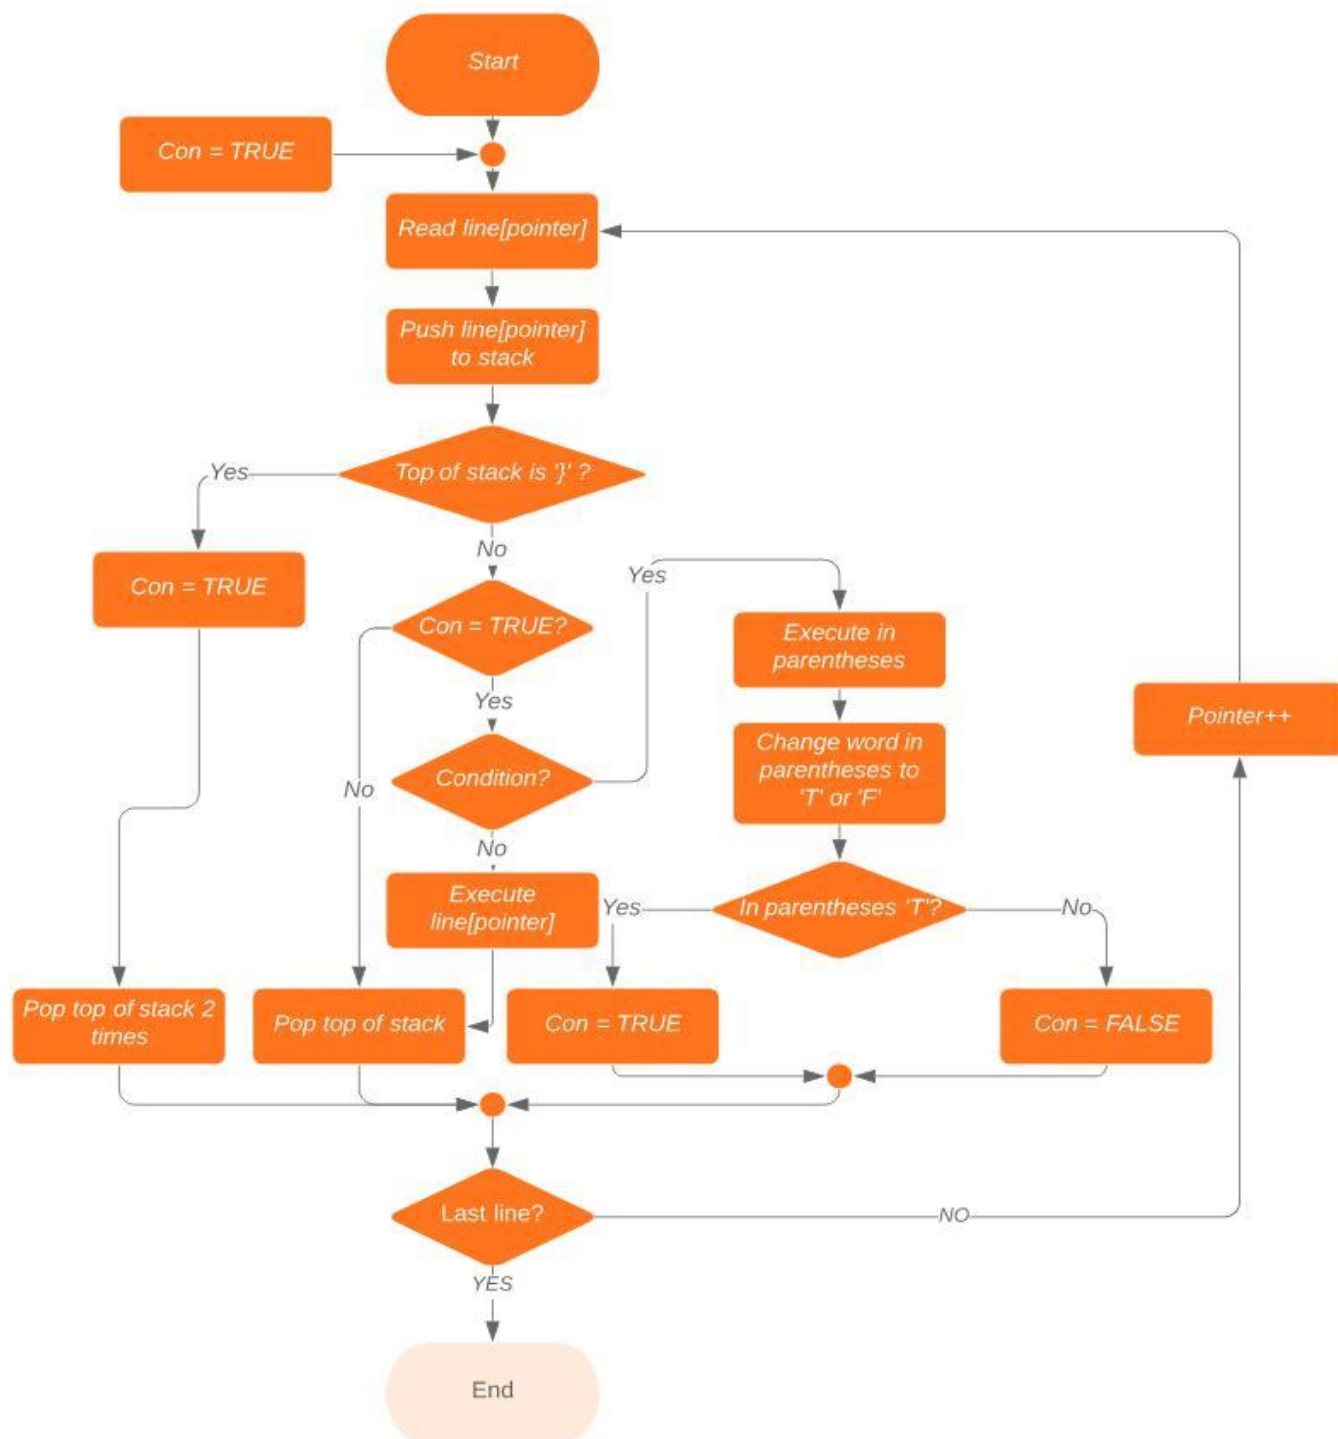 Start
Con = TRUE
Read line[pointer]
Push line[pointer]
to stack
Yes
Top of stack is '}' ?
No
Yes
Con = TRUE
Con = TRUE?
Execute in
parentheses
Yes
Pointer++
Change word in
parentheses to
'T' or 'F'
Condition?
No
No
Execute
line[pointer]
Yes
In parentheses 'T'?
No
Pop top of stack 2
times
Pop top of stack
Con = TRUE
Con = FALSE
Last line?
NO
YES
End